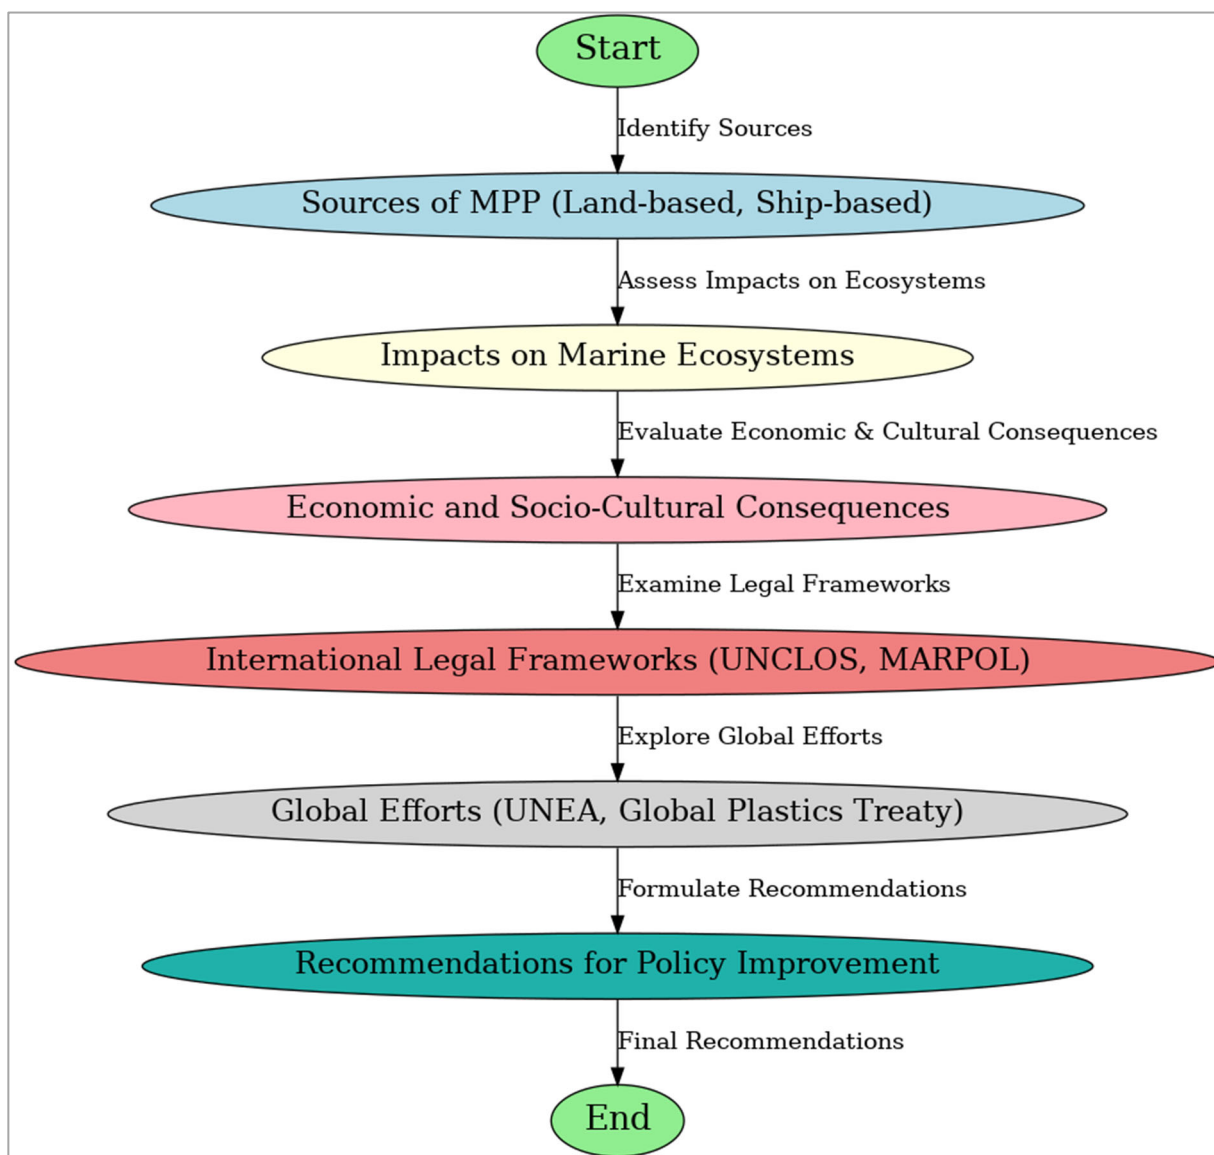 Start
Identify Sources
Sources of MPP (Land-based, Ship-based)
Assess Impacts on Ecosystems
Impacts on Marine Ecosystems
Evaluate Economic & Cultural Consequences
Economic and Socio-Cultural Consequences
Examine Legal Frameworks
International Legal Frameworks (UNCLOS, MARPOL)
Explore Global Efforts
Global Efforts (UNEA, Global Plastics Treaty)
Formulate Recommendations
Recommendations for Policy Improvement
Final Recommendations
End